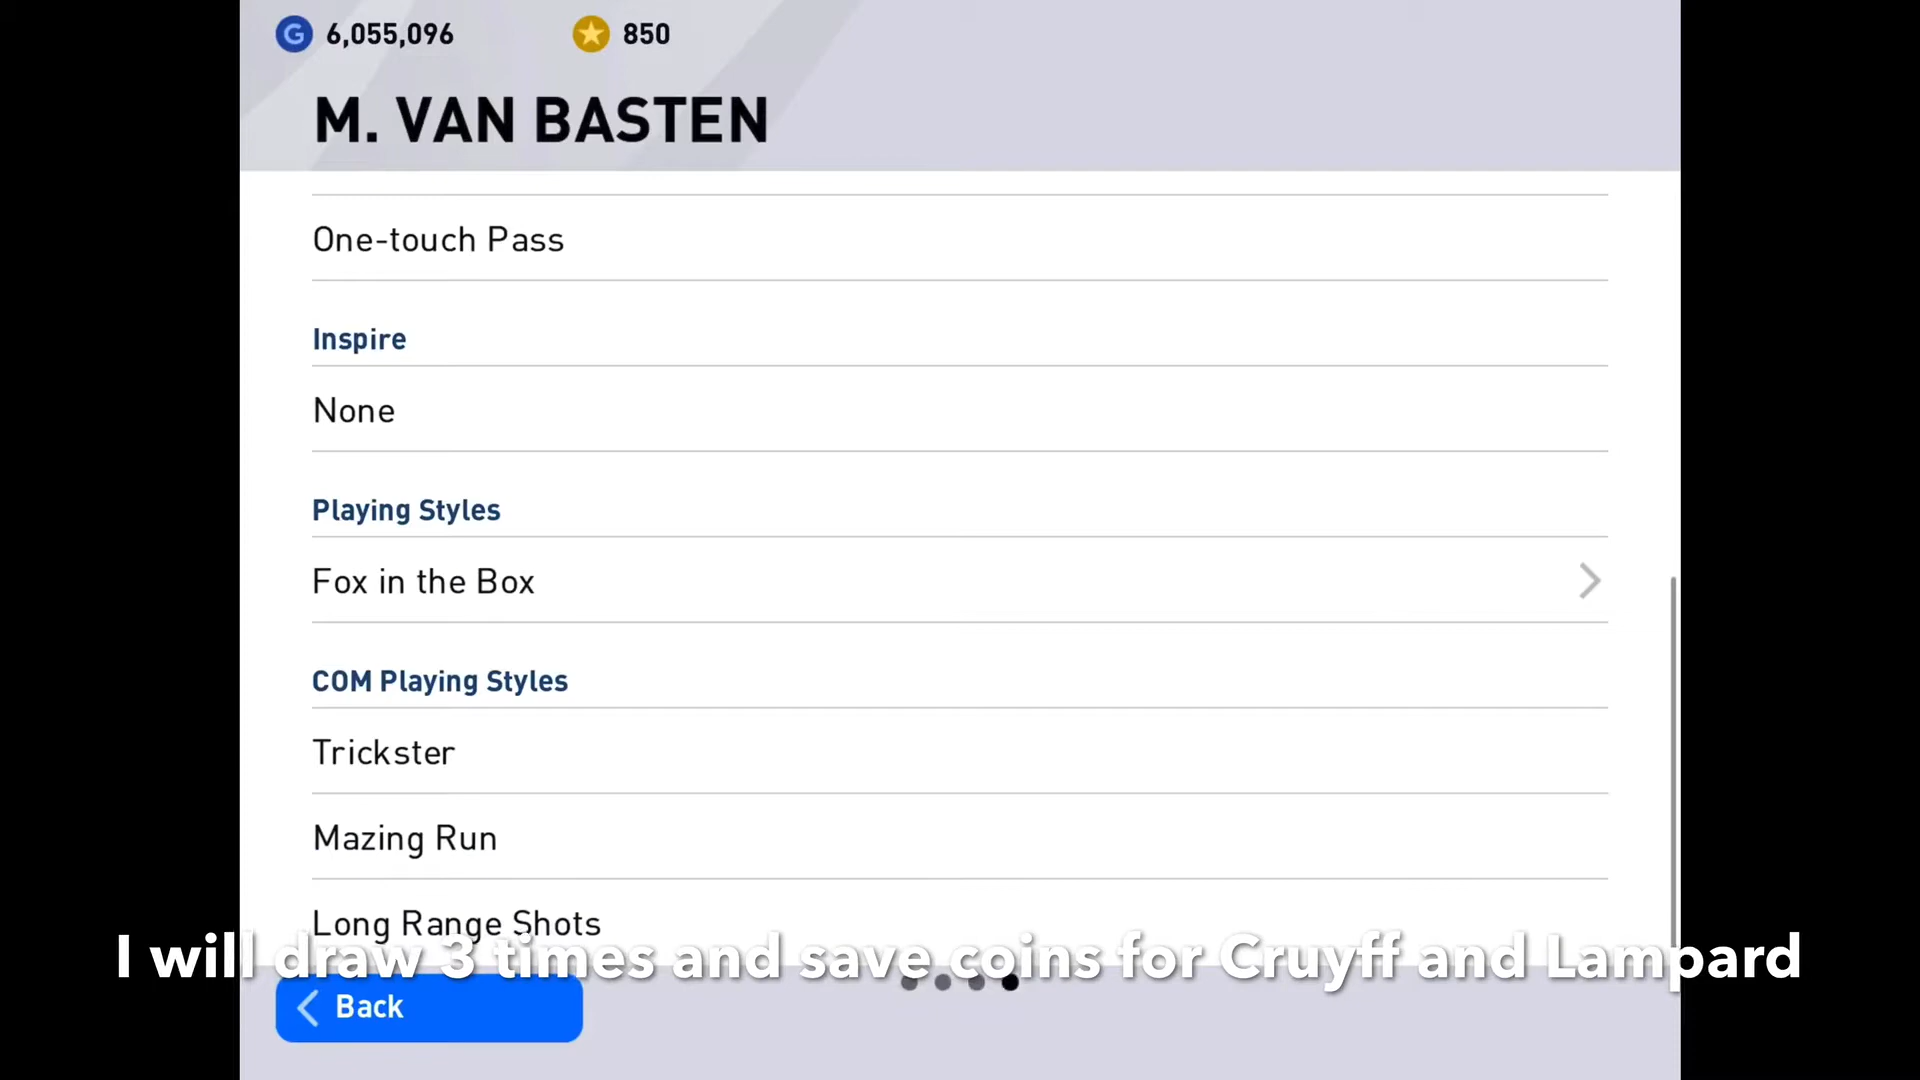 G 6,055,096 850
M. VAN BASTEN
One-touch Pass
Inspire
None
Playing Styles
Fox in the Box
COM Playing Styles
Trickster
Mazing Run
Long Range Shots
I will draw 3 times and save coins for Cruyff and Lampard
Back